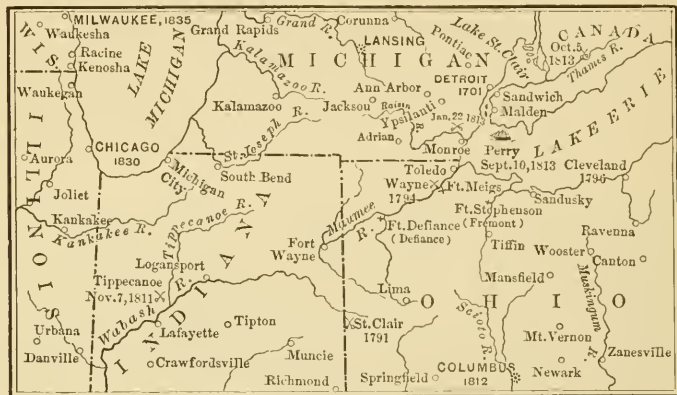 MILWAUKEE, 1835
Waukesha
Racine
Kenosha
WIS.
Waukegan
LAKE MICHIGAN
Grand Rapids
Grand R.
Corunna
LANSING
MICHIGAN
Pontiac
Lake St. Clair
CANADA
Oct. 5 1813
Thames R.
Kalamazoo R.
Kalamazoo
Jackson
Ann Arbor
Ypsilanti
DETROIT 1701
Sandwich
Malden
Raisin R.
Jan. 22 1813
Adrian
Monroe
Perry
Sept. 10, 1813
LAKE ERIE
Cleveland 1796
ILLINOIS
Aurora
CHICAGO 1830
Joliet
Kankakee
Kankakee R.
St. Joseph R.
Michigan City
South Bend
Toledo
Wayne 1794
Ft. Meigs
Sandusky
Ft. Stephenson
(Fremont)
Maumee R.
Ft. Defiance
(Defiance)
Tiffin
Wooster
Ravenna
Canton
Fort Wayne
Tippecanoe R.
INDIANA
Logansport
Tippecanoe
Nov. 7, 1811
Wabash R.
Lafayette
Tipton
Crawfordsville
Muncie
Richmond
Urbana
Danville
Lima
OHIO
Mansfield
Muskingum R.
St. Clair 1791
Scioto R.
Mt. Vernon
Zanesville
Newark
Springfield
COLUMBUS 1812